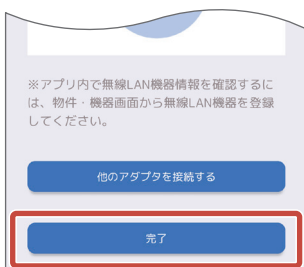 ※アプリ内で無線LAN機器情報を確認するに
は、物件・機器画面から無線LAN機器を登録
してください。
他のアダプタを接続する
完了